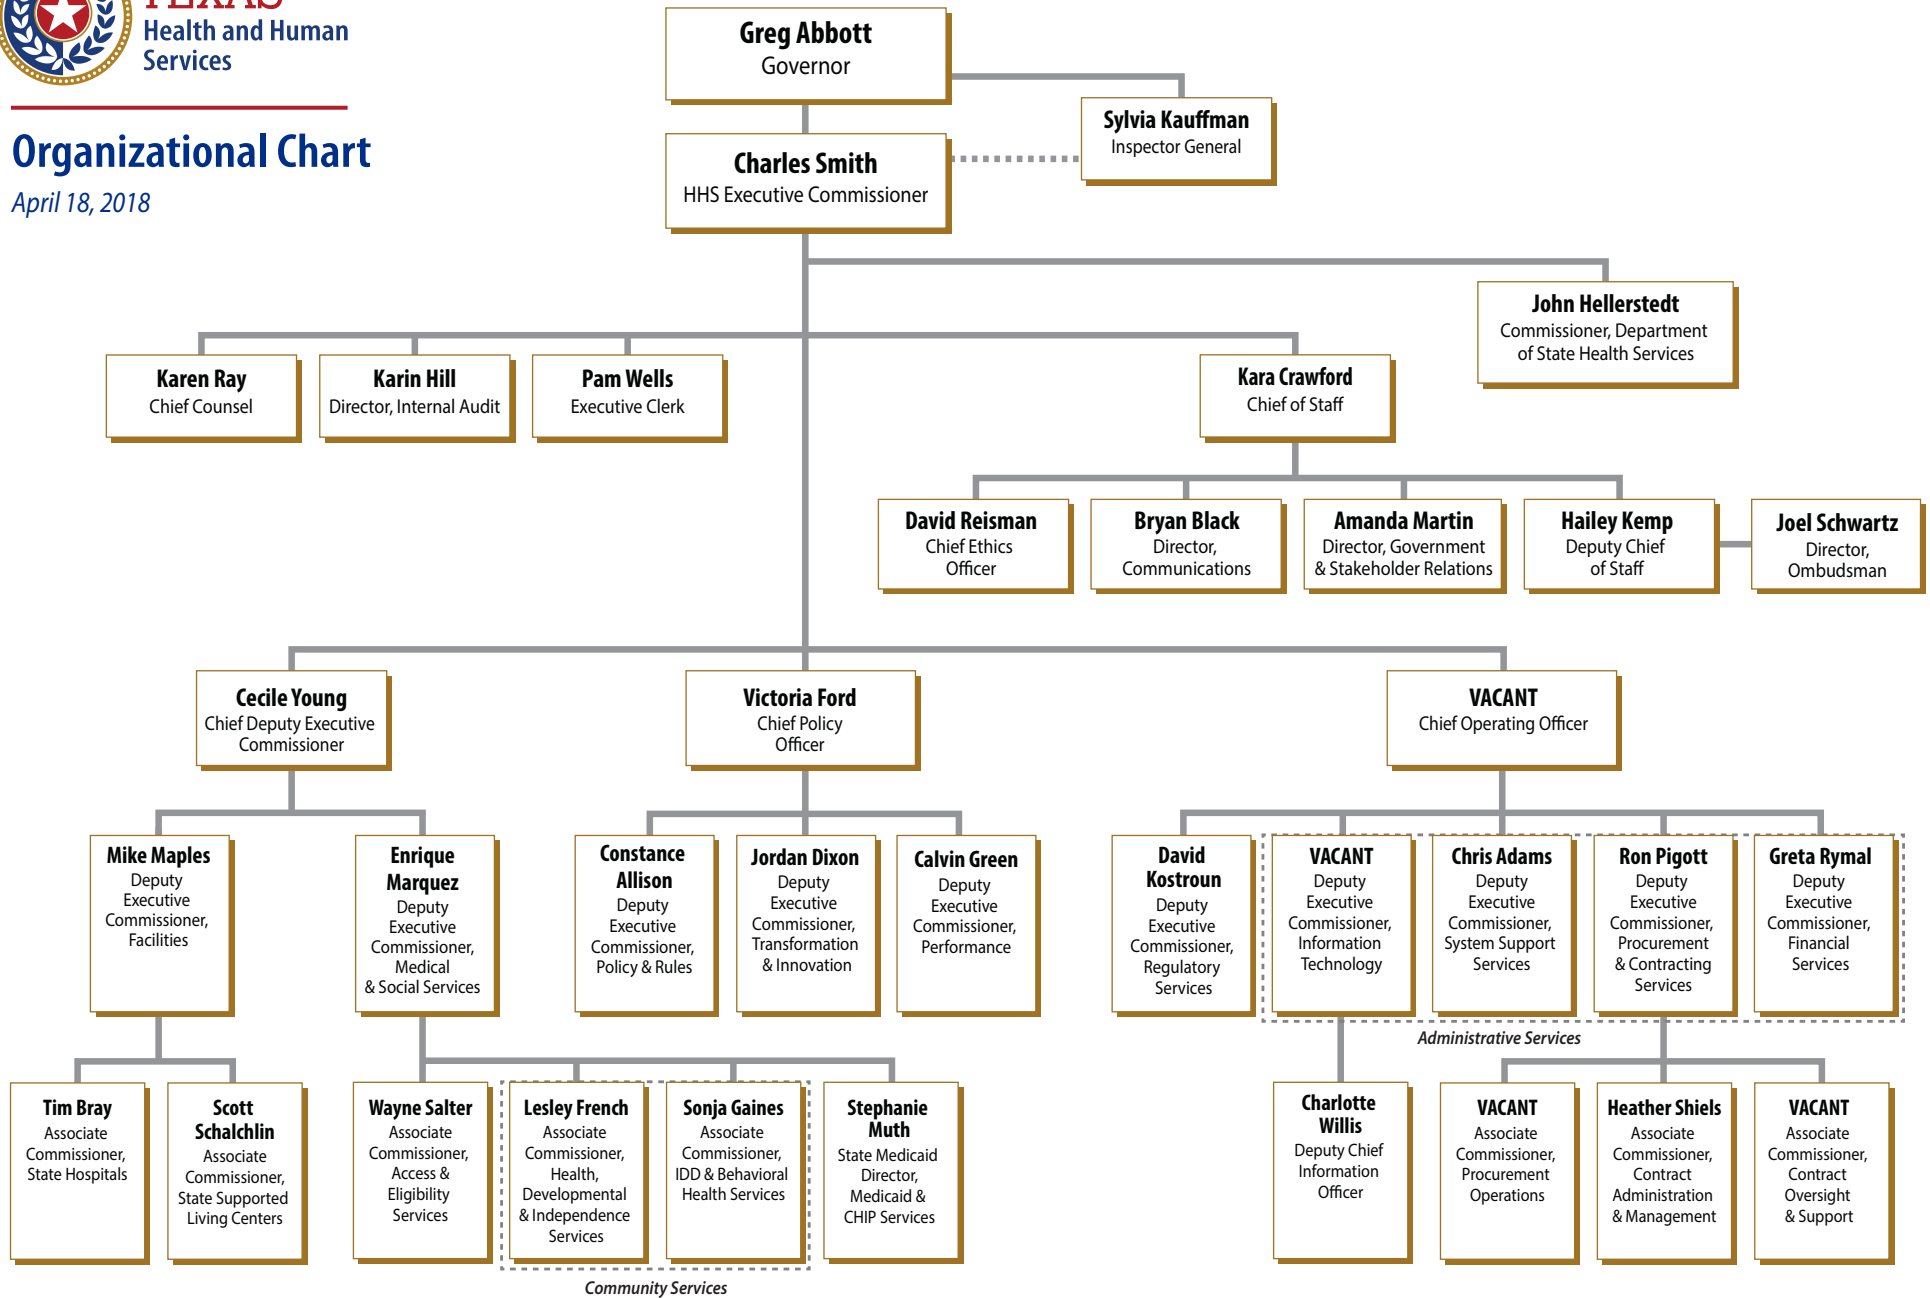 TEXAS
Health and Human
Services
Organizational Chart
April 18, 2018
Greg Abbott
Governor
Sylvia Kauffman
Inspector General
Charles Smith
HHS Executive Commissioner
John Hellerstedt
Commissioner, Department
of State Health Services
Karen Ray
Chief Counsel
Karin Hill
Director, Internal Audit
Pam Wells
Executive Clerk
Kara Crawford
Chief of Staff
David Reisman
Chief Ethics
Officer
Bryan Black
Director,
Communications
Amanda Martin
Director, Government
& Stakeholder Relations
Hailey Kemp
Deputy Chief
of Staff
Joel Schwartz
Director,
Ombudsman
Cecile Young
Chief Deputy Executive
Commissioner
Victoria Ford
Chief Policy
Officer
VACANT
Chief Operating Officer
Mike Maples
Deputy
Executive
Commissioner,
Facilities
Enrique
Marquez
Deputy
Executive
Commissioner,
Medical
& Social Services
Constance
Allison
Deputy
Executive
Commissioner,
Policy & Rules
Jordan Dixon
Deputy
Executive
Commissioner,
Transformation
& Innovation
Calvin Green
Deputy
Executive
Commissioner,
Performance
David
Kostroun
Deputy
Executive
Commissioner,
Regulatory
Services
VACANT
Deputy
Executive
Commissioner,
Information
Technology
Chris Adams
Deputy
Executive
Commissioner,
System Support
Services
Ron Pigott
Deputy
Executive
Commissioner,
Procurement
& Contracting
Services
Greta Rymal
Deputy
Executive
Commissioner,
Financial
Services
Administrative Services
Tim Bray
Associate
Commissioner,
State Hospitals
Scott
Schalchlin
Associate
Commissioner,
State Supported
Living Centers
Wayne Salter
Associate
Commissioner,
Access &
Eligibility
Services
Lesley French
Associate
Commissioner,
Health,
Developmental
& Independence
Services
Sonja Gaines
Associate
Commissioner,
IDD & Behavioral
Health Services
Stephanie
Muth
State Medicaid
Director,
Medicaid &
CHIP Services
Community Services
Charlotte
Willis
Deputy Chief
Information
Officer
VACANT
Associate
Commissioner,
Procurement
Operations
Heather Shiels
Associate
Commissioner,
Contract
Administration
& Management
VACANT
Associate
Commissioner,
Contract
Oversight
& Support